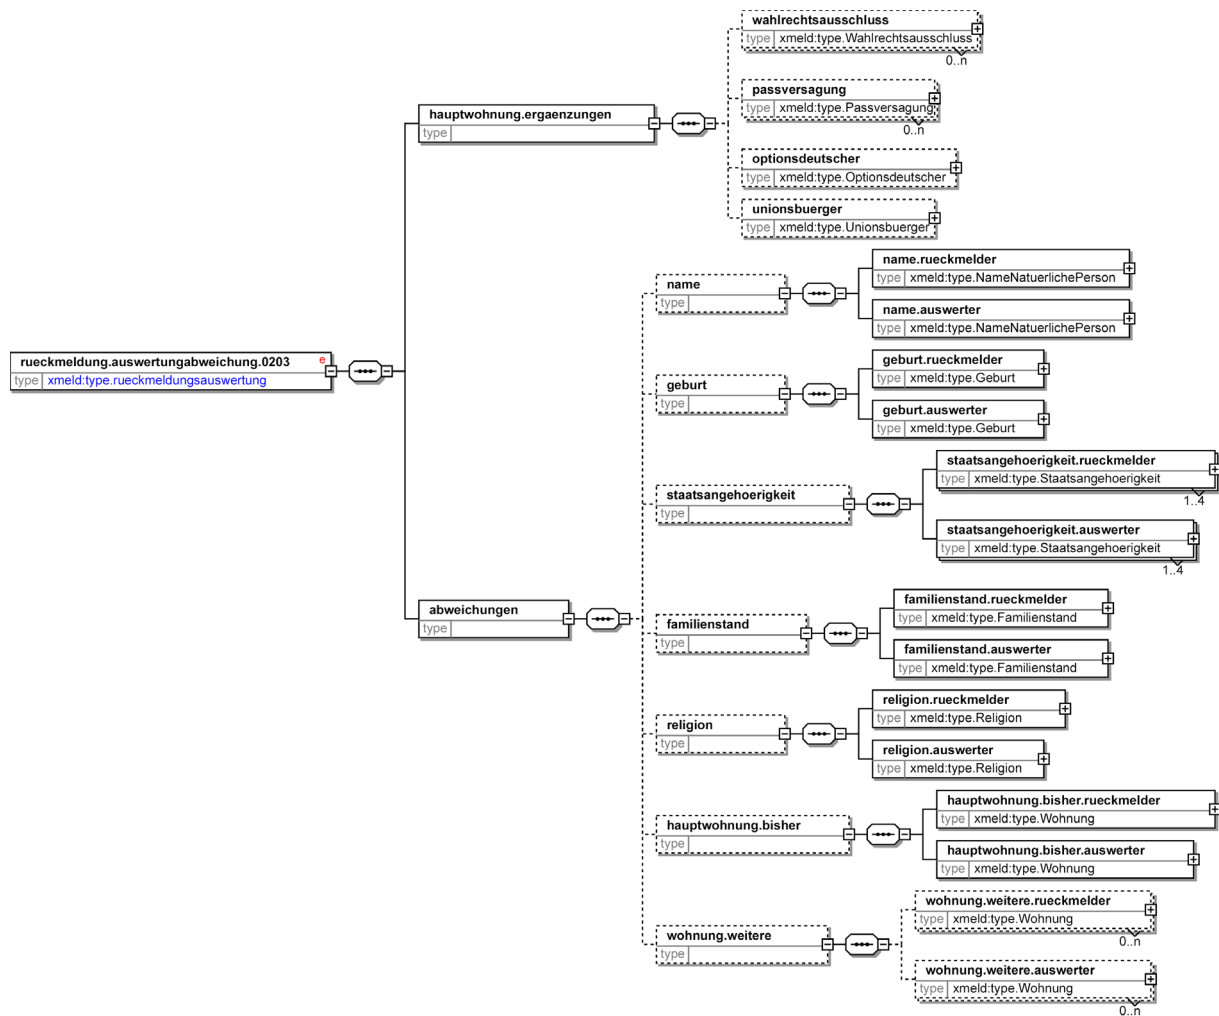 wahlrechtsausschluss
type xmeld:type.Wahlrechtsausschluss
0..n
passversagung
type xmeld:type.Passversagung
0..n
hauptwohnung.ergaenzungen
type
optionsdeutscher
type xmeld:type.Optionsdeutscher
unionsbuerger
type xmeld:type.Unionsbuerger
name
type
name.rueckmelder
type xmeld:type.NameNatuerlichePerson
name.auswerter
type xmeld:type.NameNatuerlichePerson
rueckmeldung.auswertungabweichung.0203 e
type xmeld:type.rueckmeldungsauswertung
geburt
type
geburt.rueckmelder
type xmeld:type.Geburt
geburt.auswerter
type xmeld:type.Geburt
staatsangehoerigkeit
type
staatsangehoerigkeit.rueckmelder
type xmeld:type.Staatsangehoerigkeit
1..4
staatsangehoerigkeit.auswerter
type xmeld:type.Staatsangehoerigkeit
1..4
abweichungen
type
familienstand
type
familienstand.rueckmelder
type xmeld:type.Familienstand
familienstand.auswerter
type xmeld:type.Familienstand
religion
type
religion.rueckmelder
type xmeld:type.Religion
religion.auswerter
type xmeld:type.Religion
hauptwohnung.bisher
type
hauptwohnung.bisher.rueckmelder
type xmeld:type.Wohnung
hauptwohnung.bisher.auswerter
type xmeld:type.Wohnung
wohnung.weitere
type
wohnung.weitere.rueckmelder
type xmeld:type.Wohnung
0..n
wohnung.weitere.auswerter
type xmeld:type.Wohnung
0..n